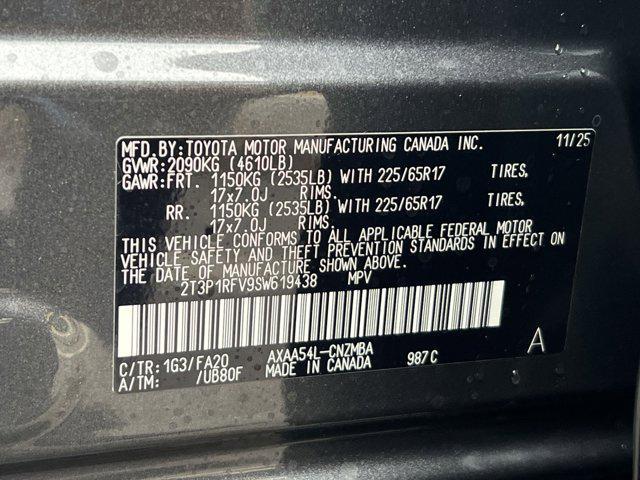 MFD.BY:TOYOTA MOTOR MANUFACTURING CANADA INC. 11/25
GVWR:2090KG (4610LB)
GAWR:FRT. 1150KG (2535LB) WITH 225/65R17 TIRES,
17x7.0J RIMS.
RR. 1150KG (2535LB) WITH 225/65R17 TIRES,
17x7.0J RIMS.
THIS VEHICLE CONFORMS TO ALL APPLICABLE FEDERAL MOTOR
VEHICLE SAFETY AND THEFT PREVENTION STANDARDS IN EFFECT ON
THE DATE OF MANUFACTURE SHOWN ABOVE.
2T3P1RFV9SW619438 MPV
C/TR:1G3/FA20 AXAA54L-CNZMBA 987C A
A/TM: /UB80F MADE IN CANADA